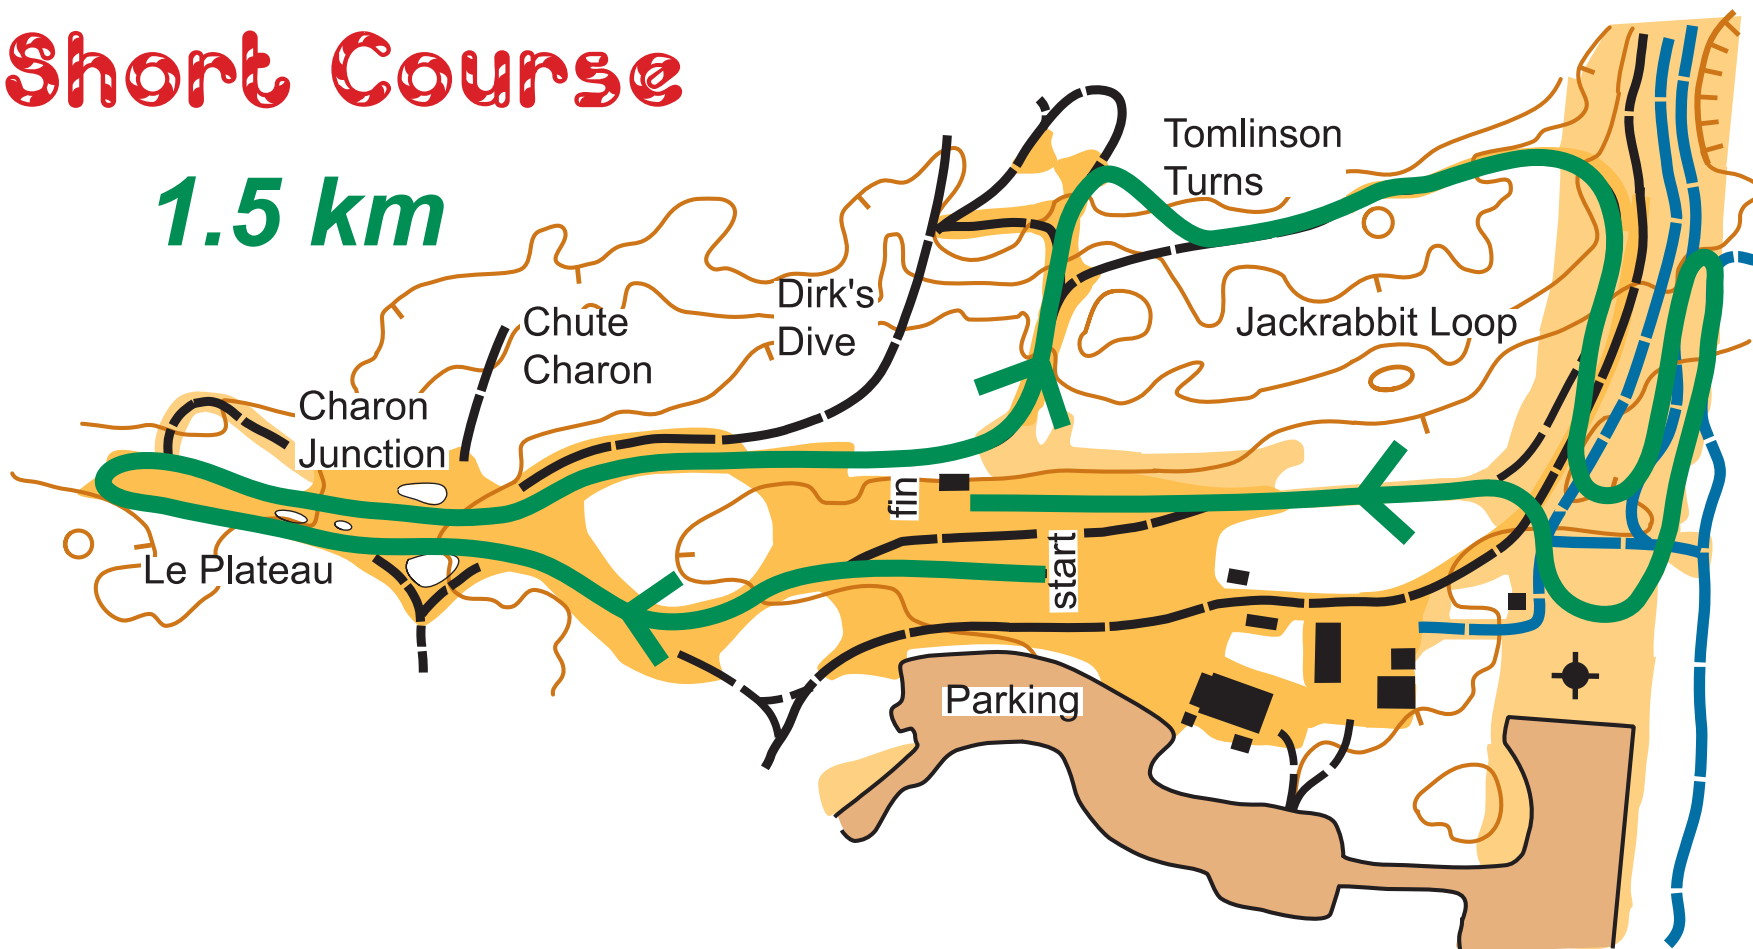 Short Course
1.5 km
Tomlinson
Turns
Dirk's
Dive
Chute
Charon
Jackrabbit Loop
Charon
Junction
fin
start
Le Plateau
Parking